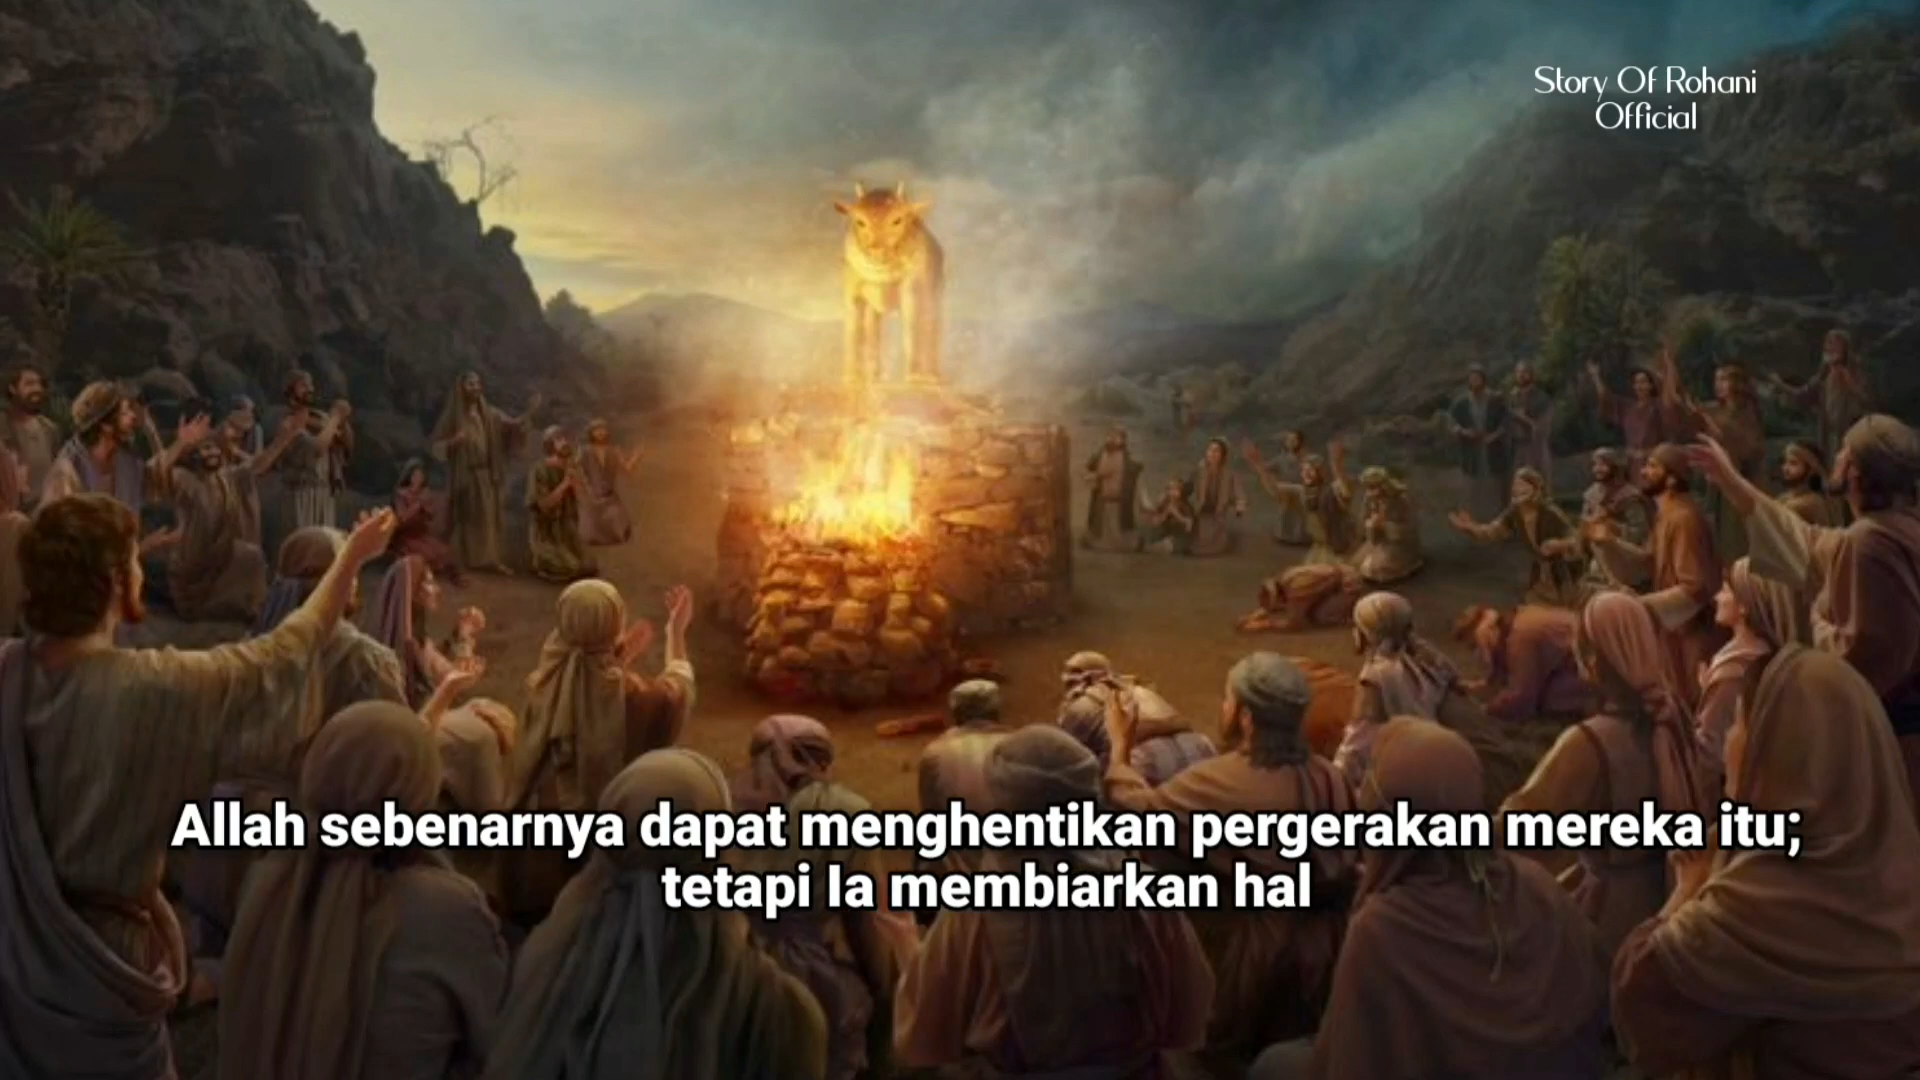 Story Of Rohani
Official
Allah sebenarnya dapat menghentikan pergerakan mereka itu;
tetapi Ia membiarkan hal